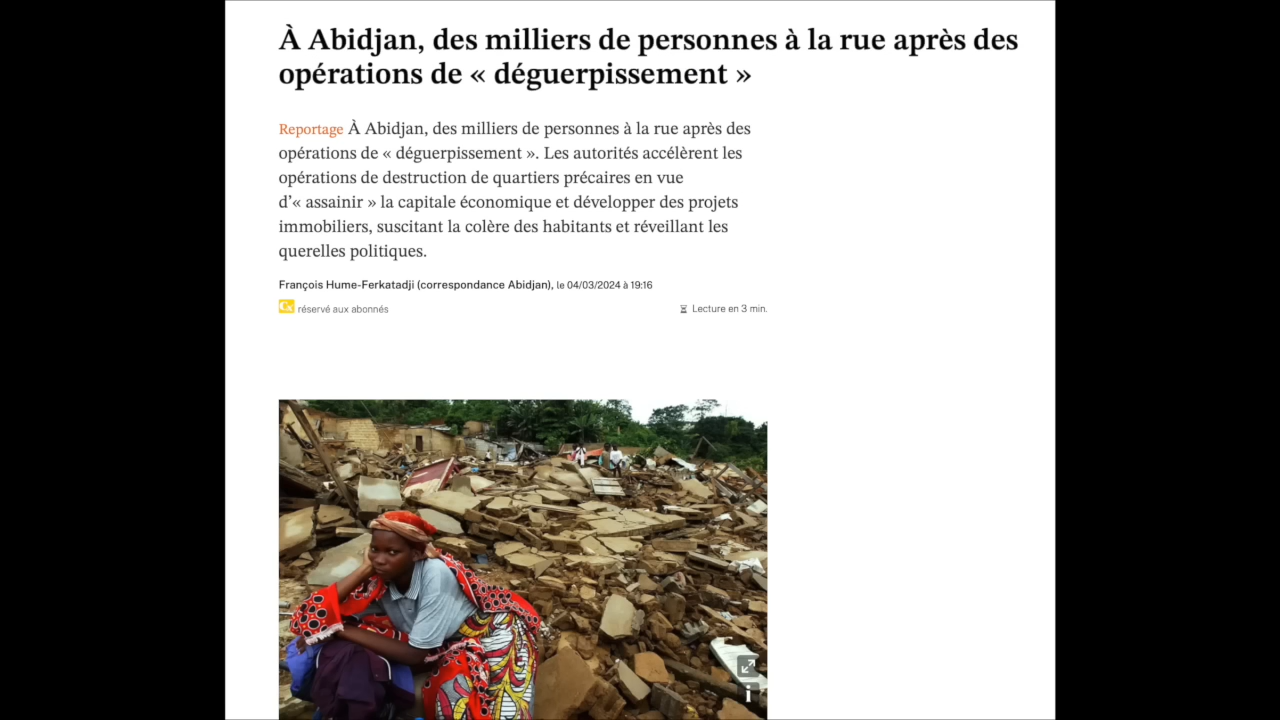 À Abidjan, des milliers de personnes à la rue après des
opérations de « déguerpissement »
Reportage À Abidjan, des milliers de personnes à la rue après des
opérations de « déguerpissement ». Les autorités accélèrent les
opérations de destruction de quartiers précaires en vue
d’« assainir » la capitale économique et développer des projets
immobiliers, suscitant la colère des habitants et réveillant les
querelles politiques.
François Hume-Ferkatadji (correspondance Abidjan), le 04/03/2024 à 19:16
Cx réservé aux abonnés
Lecture en 3 min.
i